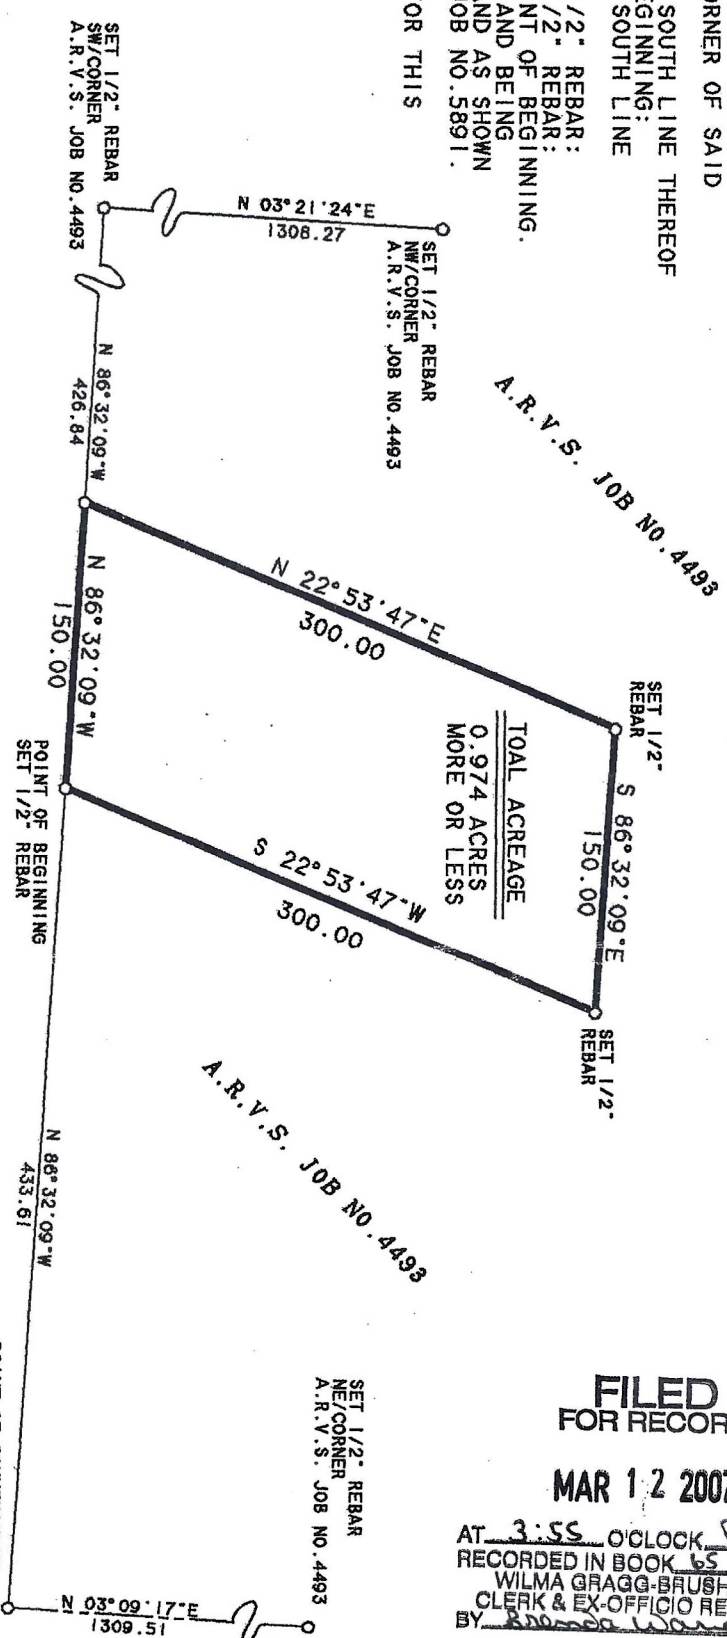 ORNER OF SAID
SOUTH LINE THEREOF
EGINNING;
SOUTH LINE
/2" REBAR;
/2" REBAR;
NT OF BEGINNING.
AND BEING
AND AS SHOWN
JOB NO.5891.
OR THIS
SET 1/2" REBAR
SW/CORNER
A.R.V.S. JOB NO.4493
N 03°21'24"E
1308.27
SET 1/2" REBAR
NW/CORNER
A.R.V.S. JOB NO.4493
A.R.V.S. JOB NO.4493
N 86°32'09"W
426.84
N 86°32'09"W
150.00
N 22°53'47"E
300.00
SET 1/2"
REBAR
S 86°32'09"E
150.00
TOAL ACREAGE
0.974 ACRES
MORE OR LESS
S 22°53'47"W
300.00
SET 1/2"
REBAR
POINT OF BEGINNING
SET 1/2" REBAR
A.R.V.S. JOB NO.4493
N 86°32'09"W
433.61
SET 1/2" REBAR
NE/CORNER
A.R.V.S. JOB NO.4493
N 03°09'17"E
1309.51
FILED
FOR RECOR
MAR 12 2007
AT 3:55 O'CLOCK
RECORDED IN BOOK 65
WILMA GRAGG-BRUSH
CLERK & EX-OFFICIO RE
BY Brenda